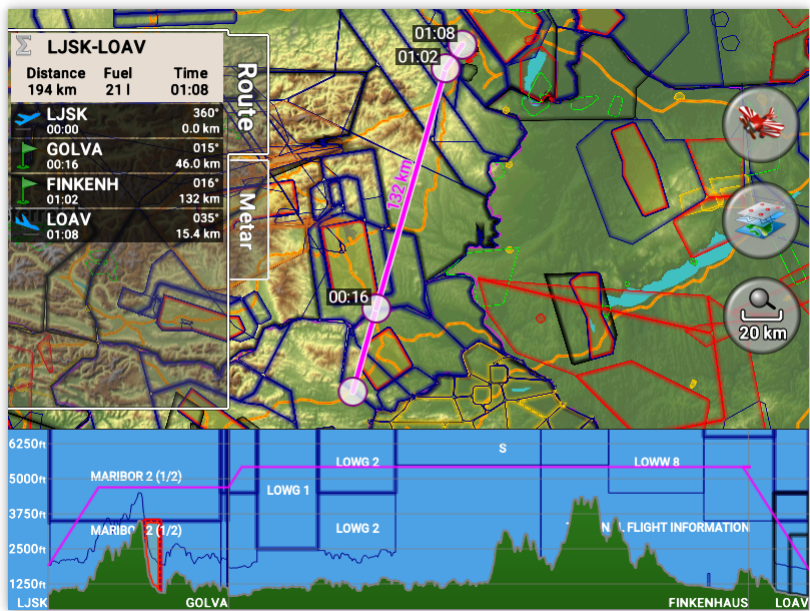 LJSK-LOAV
Distance Fuel Time
194 km 21 l 01:08
LJSK 360°
00:00 0.0 km
GOLVA 015°
00:16 46.0 km
FINKENH 016°
01:02 132 km
LOAV 035°
01:08 15.4 km
Route
Metar
01:08
01:02
132 km
00:16
20 km
6250ft
5000ft
3750ft
2500ft
1250ft
MARIBOR 2 (1/2)
MARIBO 2 (1/2)
LOWG 1
LOWG 2
LOWG 2
S
LOWW 8
FLIGHT INFORMATION
LJSK GOLVA FINKENHAUS LOAV